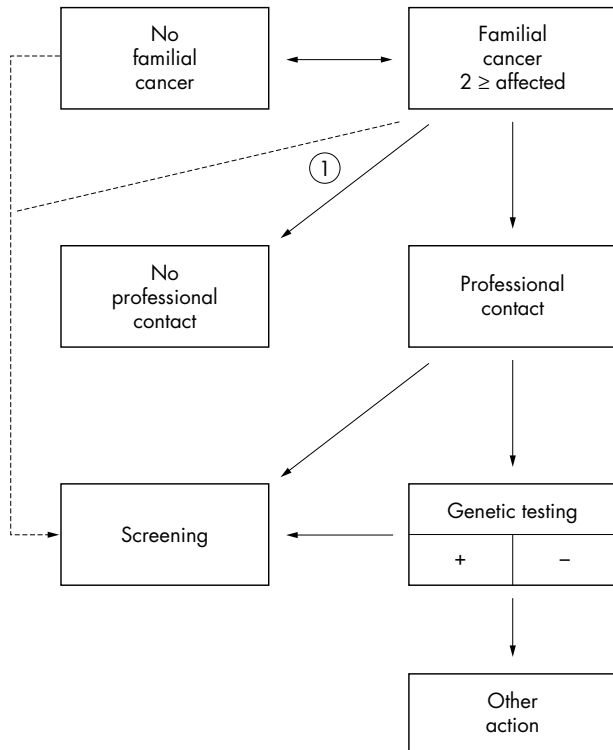 No
familial
cancer
Familial
cancer
2 ≥ affected
1
No
professional
contact
Professional
contact
Screening
Genetic testing
+
−
Other
action